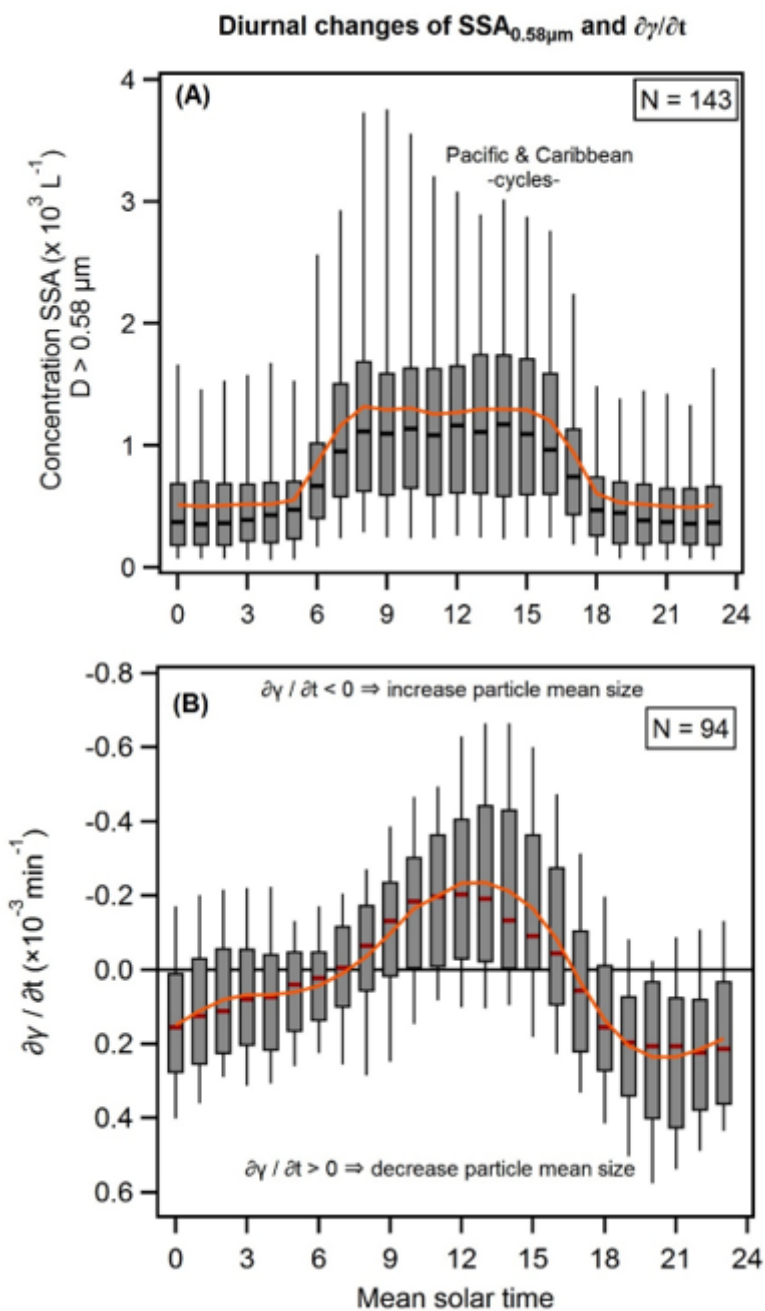 Diurnal changes of SSA0.58μm and ∂γ/∂t
(A)
N = 143
Pacific & Caribbean
-cycles-
Concentration SSA (x 10³ L⁻¹)
D > 0.58 μm
4
3
2
1
0
0 3 6 9 12 15 18 21 24
(B)
∂γ / ∂t < 0 ⇒ increase particle mean size
N = 94
∂γ / ∂t (×10⁻³ min⁻¹)
-0.8
-0.6
-0.4
-0.2
0.0
0.2
0.4
0.6
∂γ / ∂t > 0 ⇒ decrease particle mean size
0 3 6 9 12 15 18 21 24
Mean solar time